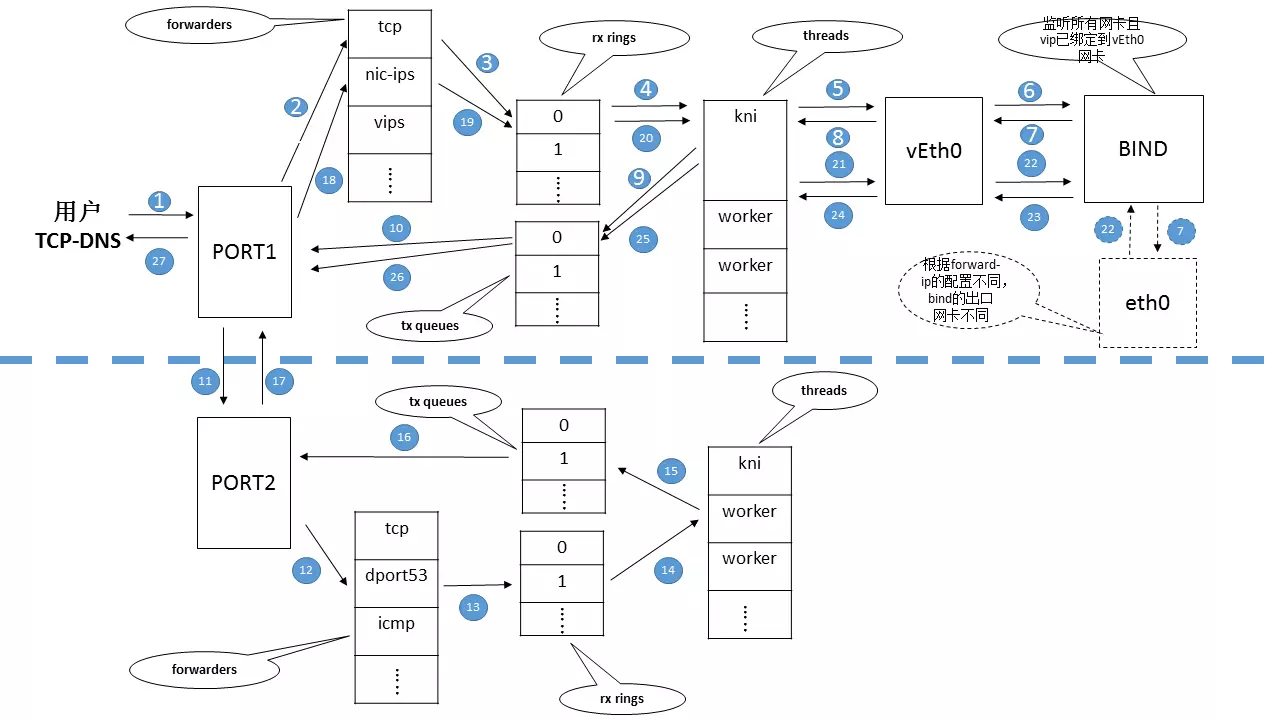 forwarders
tcp
nic-ips
vips
rx rings
threads
监听所有网卡且
vip已绑定到vEth0
网卡
1
2
3
4
5
6
7
8
9
10
18
19
20
21
22
23
24
25
26
27
用户
TCP-DNS
PORT1
0
1
0
1
tx queues
kni
worker
worker
vEth0
BIND
22
7
根据forward-
ip的配置不同，
bind的出口
网卡不同
eth0
11
17
PORT2
tx queues
0
1
16
15
threads
kni
worker
worker
12
tcp
dport53
icmp
13
0
1
14
forwarders
rx rings